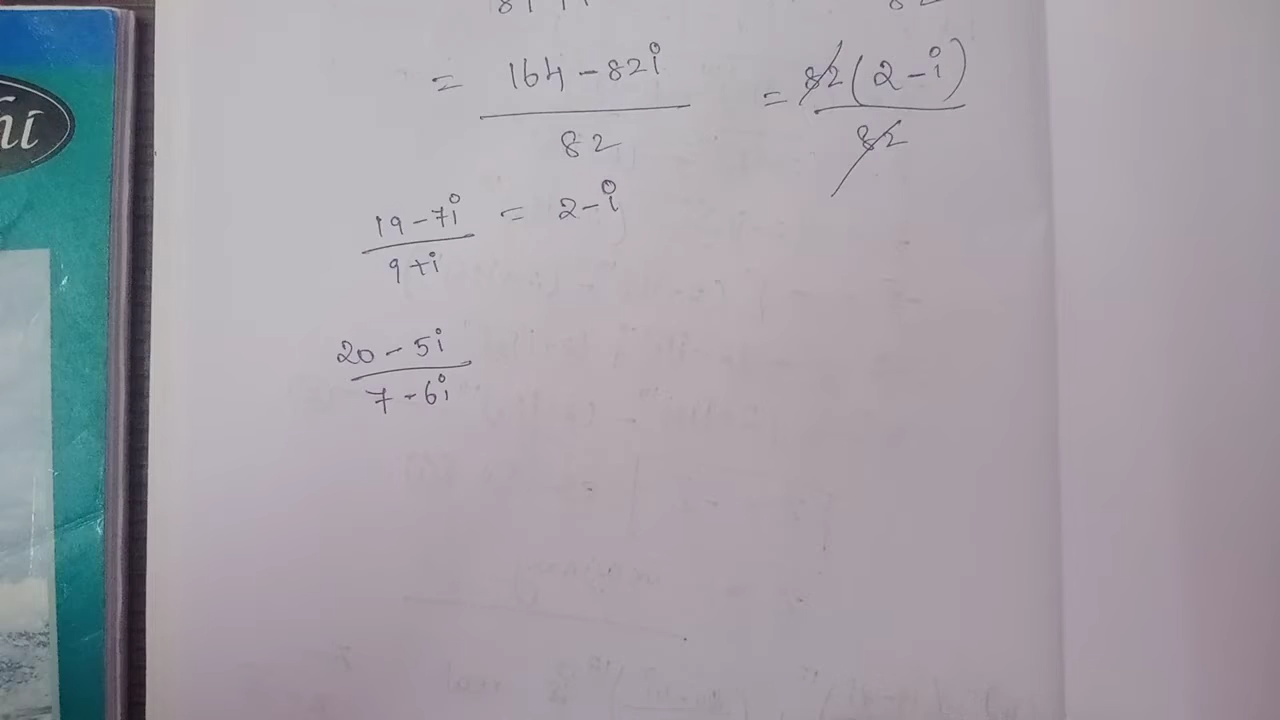 = 164 - 82i / 82 = 82(2 - i) / 82
19 - 7i / 9 + i = 2 - i
20 - 5i / 7 - 6i